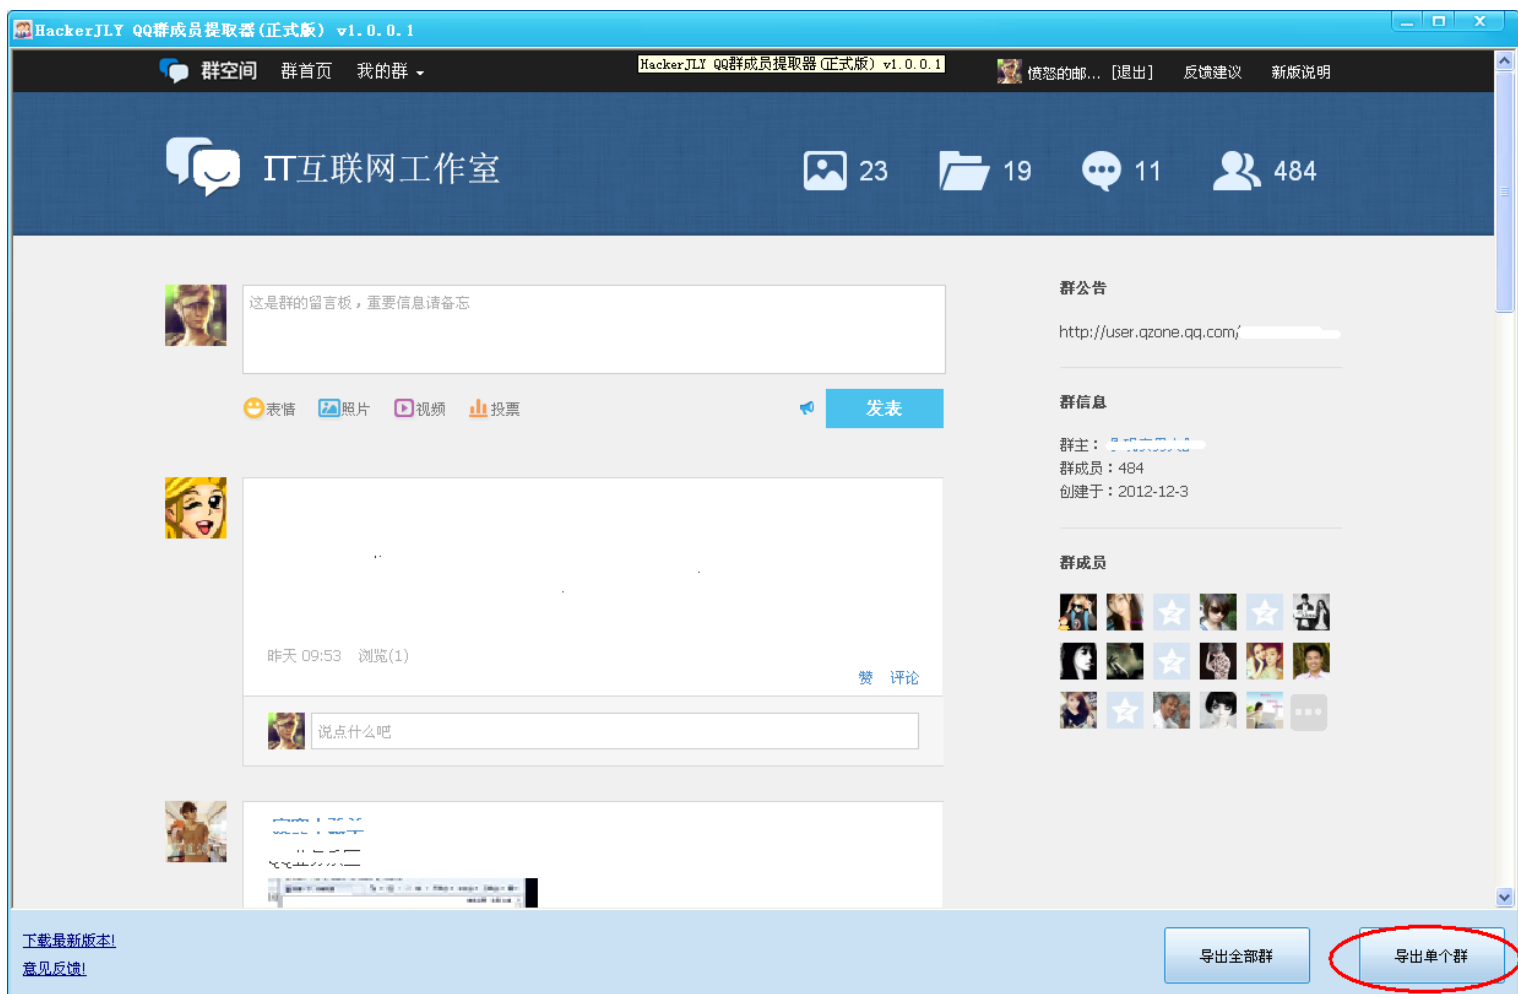 HackerJLY QQ群成员提取器(正式版) v1.0.0.1
群空间 群首页 我的群
HackerJLY QQ群成员提取器(正式版) v1.0.0.1
愤怒的邮... [退出] 反馈建议 新版说明
IT互联网工作室
23 19 11 484
这是群的留言板，重要信息请备忘
表情 照片 视频 投票
发表
群公告
http://user.qzone.qq.com/
群信息
群主：
群成员：484
创建于：2012-12-3
群成员
昨天 09:53 浏览(1)
赞 评论
说点什么吧
下载最新版本!
意见反馈!
导出全部群
导出单个群